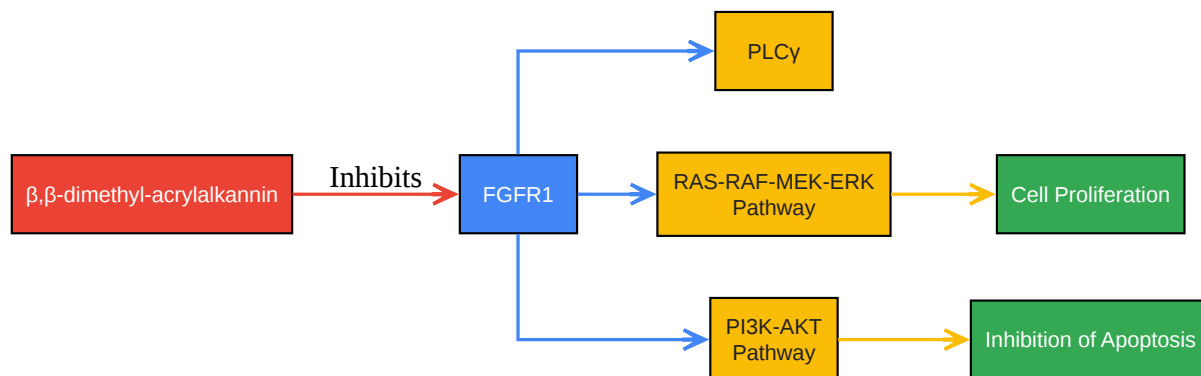 PLCγ
β,β-dimethyl-acrylalkannin
Inhibits
FGFR1
RAS-RAF-MEK-ERK
Pathway
Cell Proliferation
PI3K-AKT
Pathway
Inhibition of Apoptosis